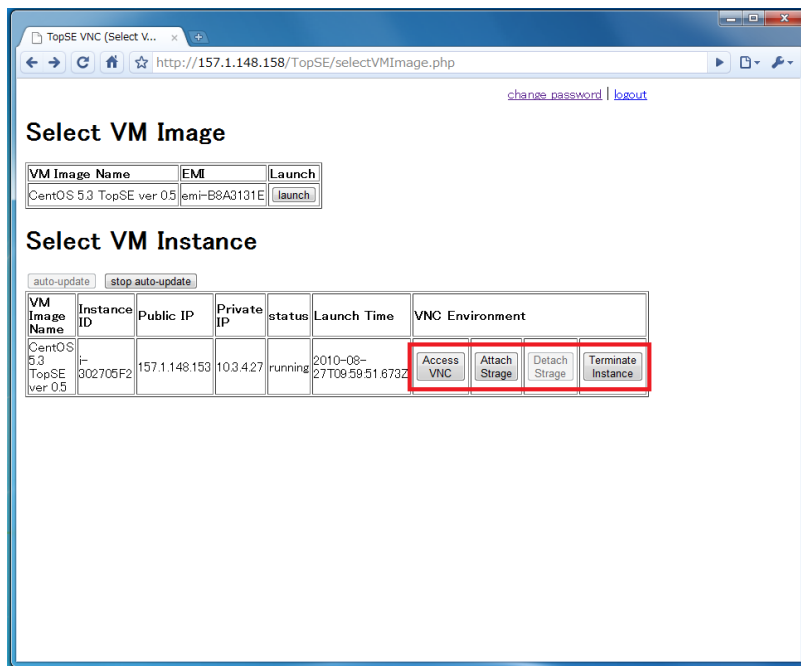 TopSE VNC (Select V...
http://157.1.148.158/TopSE/selectVMImage.php
change password | logout
Select VM Image
VM Image Name EMI Launch
CentOS 5.3 TopSE ver 0.5 emi-B8A3131E launch
Select VM Instance
auto-update stop auto-update
VM Image Name Instance ID Public IP Private IP status Launch Time VNC Environment
CentOS 5.3 TopSE ver 0.5 i-302705F2 157.1.148.153 10.3.4.27 running 2010-08-27T09:59:51.673Z Access VNC Attach Strage Detach Strage Terminate Instance